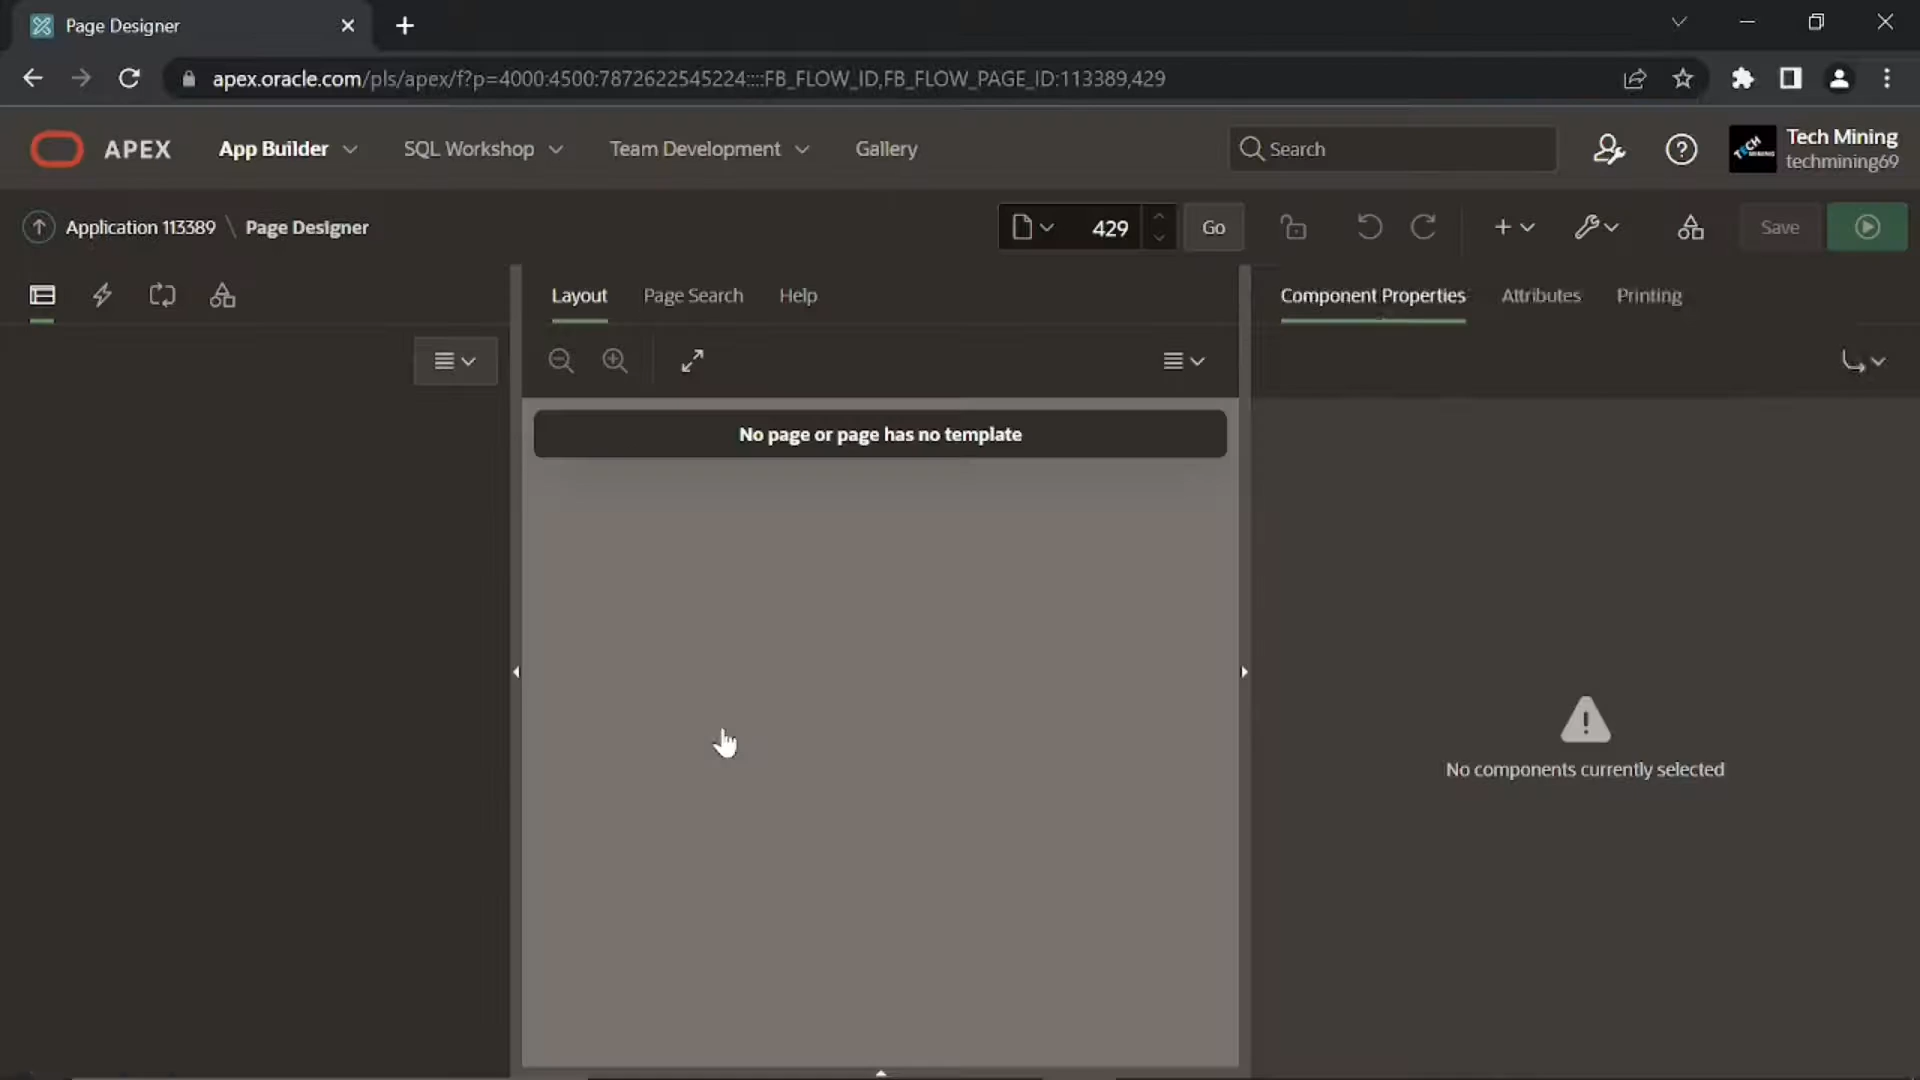 Page Designer
apex.oracle.com/pls/apex/f?p=4000:4500:7872622545224::::FB_FLOW_ID,FB_FLOW_PAGE_ID:113389,429
APEX App Builder SQL Workshop Team Development Gallery Search Tech Mining
techmining69
Application 113389 \ Page Designer 429 Go Save
Layout Page Search Help Component Properties Attributes Printing
No page or page has no template
No components currently selected